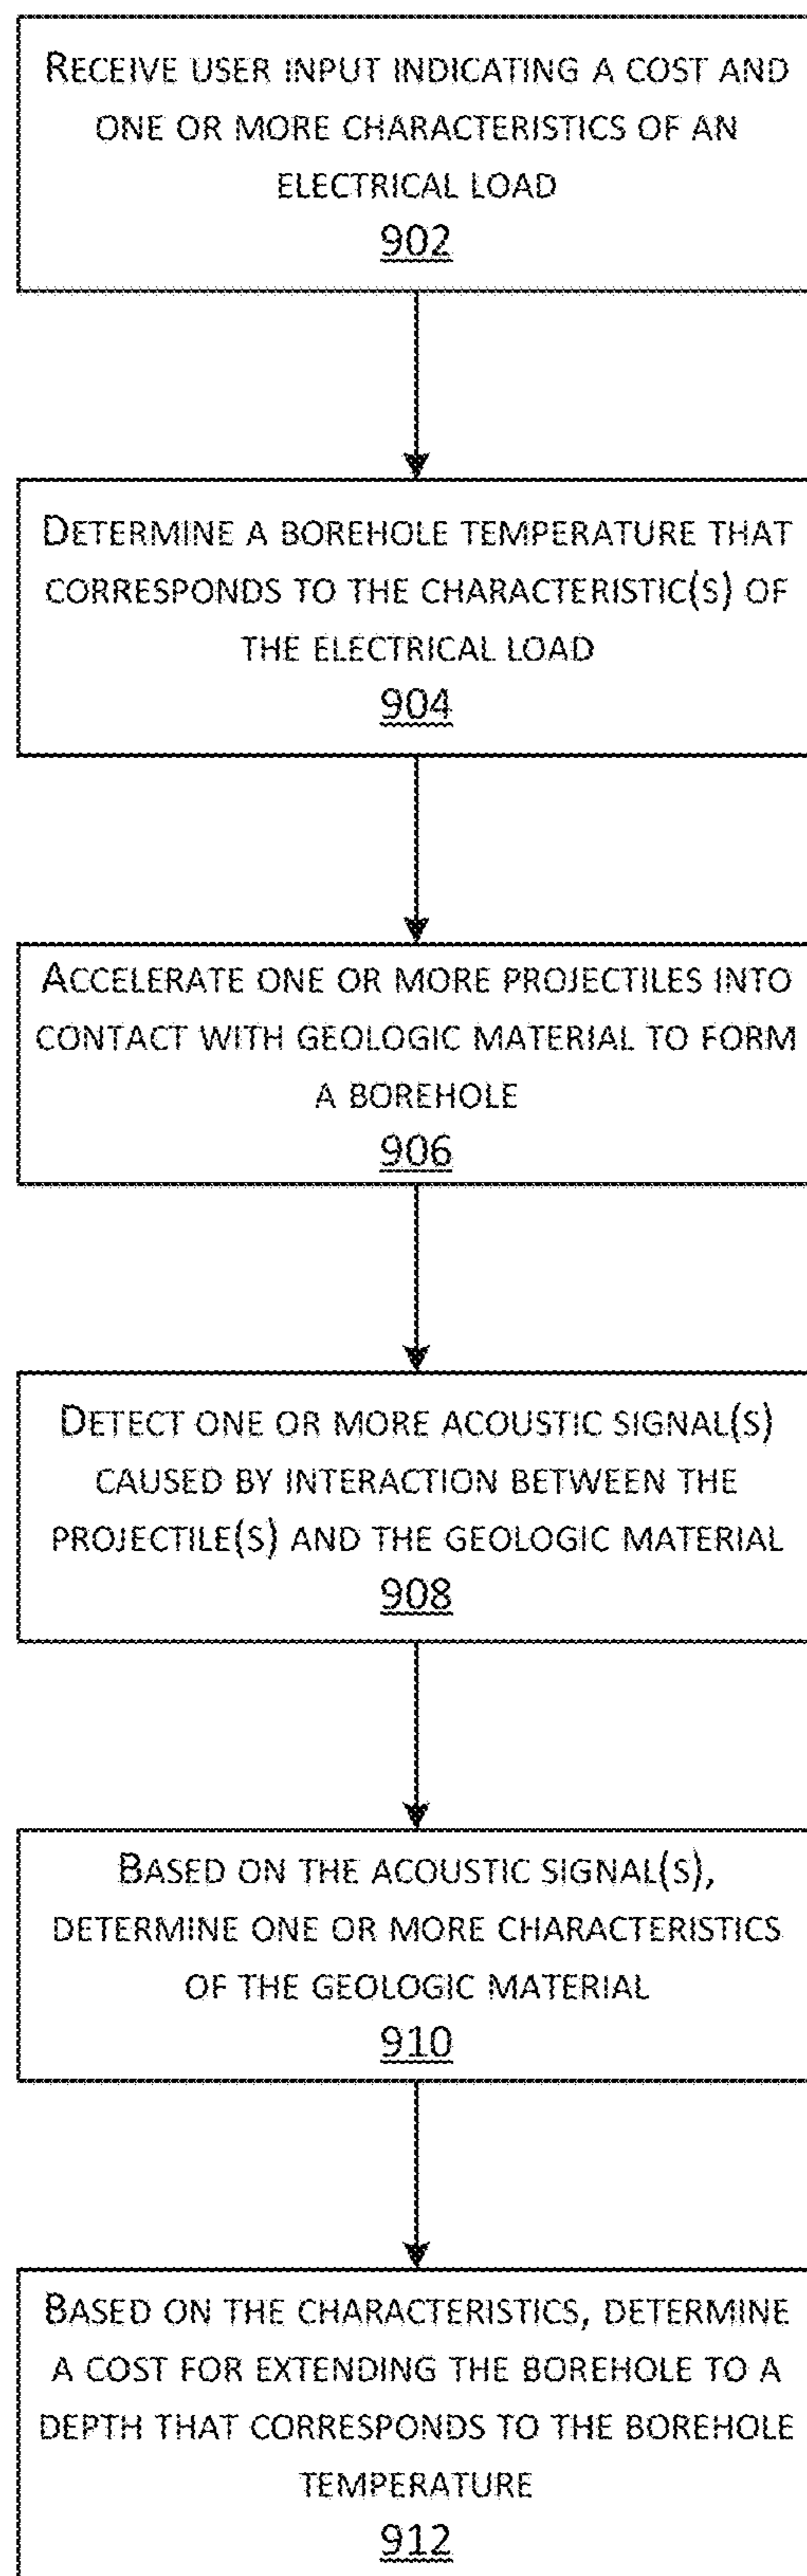 RECEIVE USER INPUT INDICATING A COST AND
ONE OR MORE CHARACTERISTICS OF AN
ELECTRICAL LOAD
902
DETERMINE A BOREHOLE TEMPERATURE THAT
CORRESPONDS TO THE CHARACTERISTIC(S) OF
THE ELECTRICAL LOAD
904
ACCELERATE ONE OR MORE PROJECTILES INTO
CONTACT WITH GEOLOGIC MATERIAL TO FORM
A BOREHOLE
906
DETECT ONE OR MORE ACOUSTIC SIGNAL(S)
CAUSED BY INTERACTION BETWEEN THE
PROJECTILE(S) AND THE GEOLOGIC MATERIAL
908
BASED ON THE ACOUSTIC SIGNAL(S),
DETERMINE ONE OR MORE CHARACTERISTICS
OF THE GEOLOGIC MATERIAL
910
BASED ON THE CHARACTERISTICS, DETERMINE
A COST FOR EXTENDING THE BOREHOLE TO A
DEPTH THAT CORRESPONDS TO THE BOREHOLE
TEMPERATURE
912